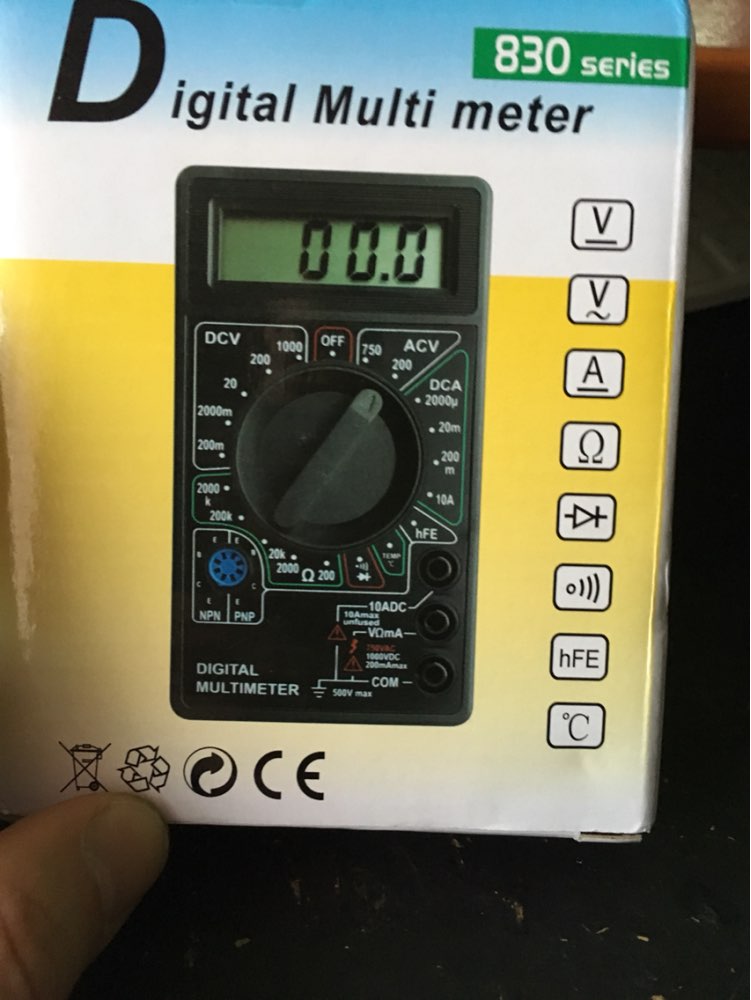 830 series
Digital Multi meter
00.0
V
V
A
Ω
hFE
℃
DCV
1000
OFF
750
ACV
200
200
DCA
20
2000µ
2000m
20m
200m
200
m
2000
k
10A
200k
hFE
20k
2000
Ω
200
TEMP
℃
E E
B B
C C
E E
NPN PNP
10ADC
10Amax
unfused
VΩmA
750VAC
1000VDC
200mAmax
COM
500V max
DIGITAL
MULTIMETER
CE